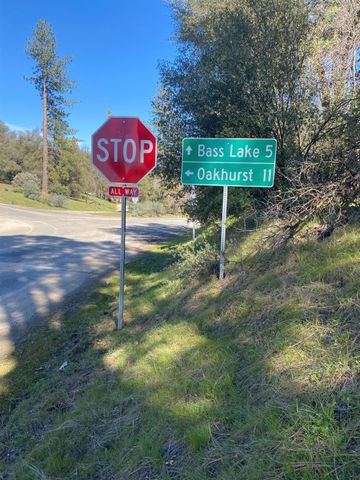 STOP
ALL WAY
↑ Bass Lake 5
← Oakhurst 11